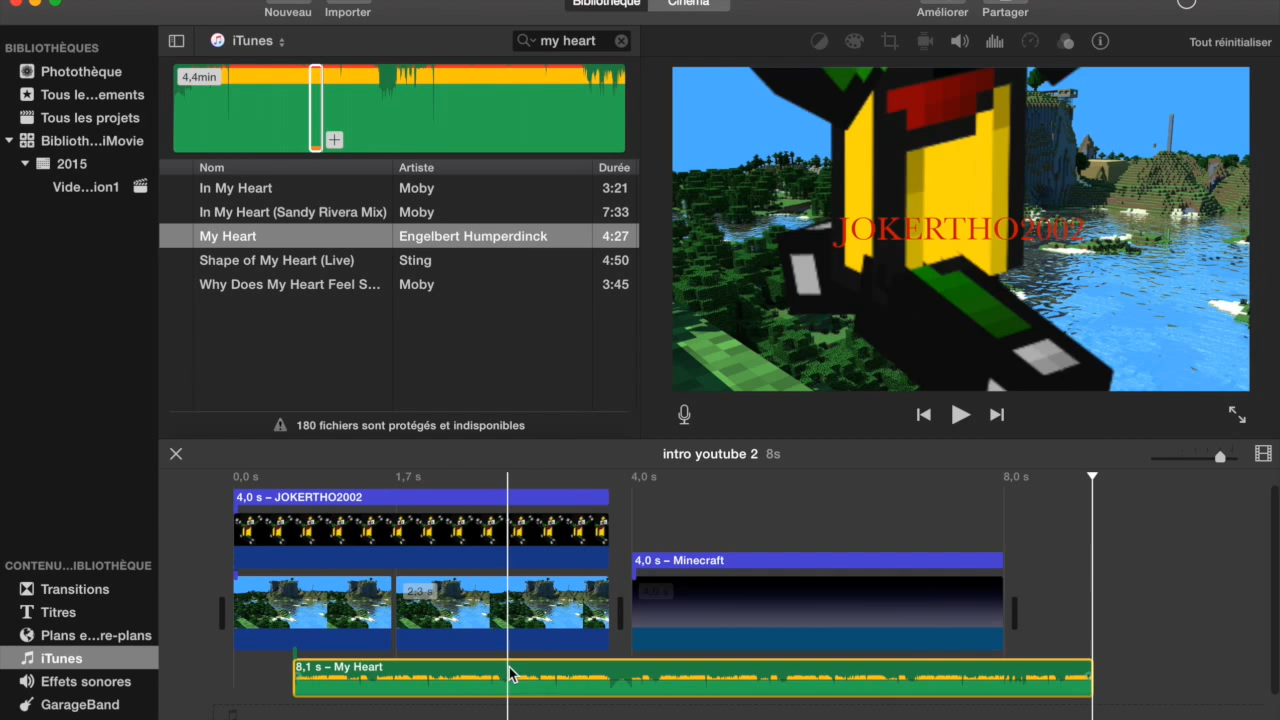 Bibliothèque Cinéma
Nouveau Importer Améliorer Partager
BIBLIOTHÈQUES
Photothèque
Tous le...ements
Tous les projets
Biblioth...iMovie
2015
Vide...ion1
iTunes
my heart
Tout réinitialiser
4,4min
Nom Artiste Durée
In My Heart Moby 3:21
In My Heart (Sandy Rivera Mix) Moby 7:33
My Heart Engelbert Humperdinck 4:27
Shape of My Heart (Live) Sting 4:50
Why Does My Heart Feel S... Moby 3:45
180 fichiers sont protégés et indisponibles
JOKERTHO2002
intro youtube 2 8s
0,0 s 1,7 s 4,0 s 8,0 s
4,0 s – JOKERTHO2002
4,0 s – Minecraft
2,3 s
4,0 s
8,1 s – My Heart
CONTENU...IBLIOTHÈQUE
Transitions
Titres
Plans e...re-plans
iTunes
Effets sonores
GarageBand